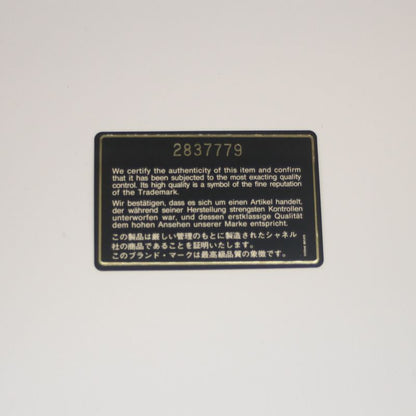 2837779
We certify the authenticity of this item and confirm
that it has been subjected to the most exacting quality
control. Its high quality is a symbol of the fine reputation
of the Trademark.
Wir bestätigen, dass es sich um einen Artikel handelt,
der während seiner Herstellung strengsten Kontrollen
unterworfen war, und dessen erstklassige Qualität
dem hohen Ansehen unserer Marke entspricht.
この製品は厳しい管理のもとに製造されたシャネル
社の商品であることを証明いたします。
このブランド・マークは最高級品質の象徴です。